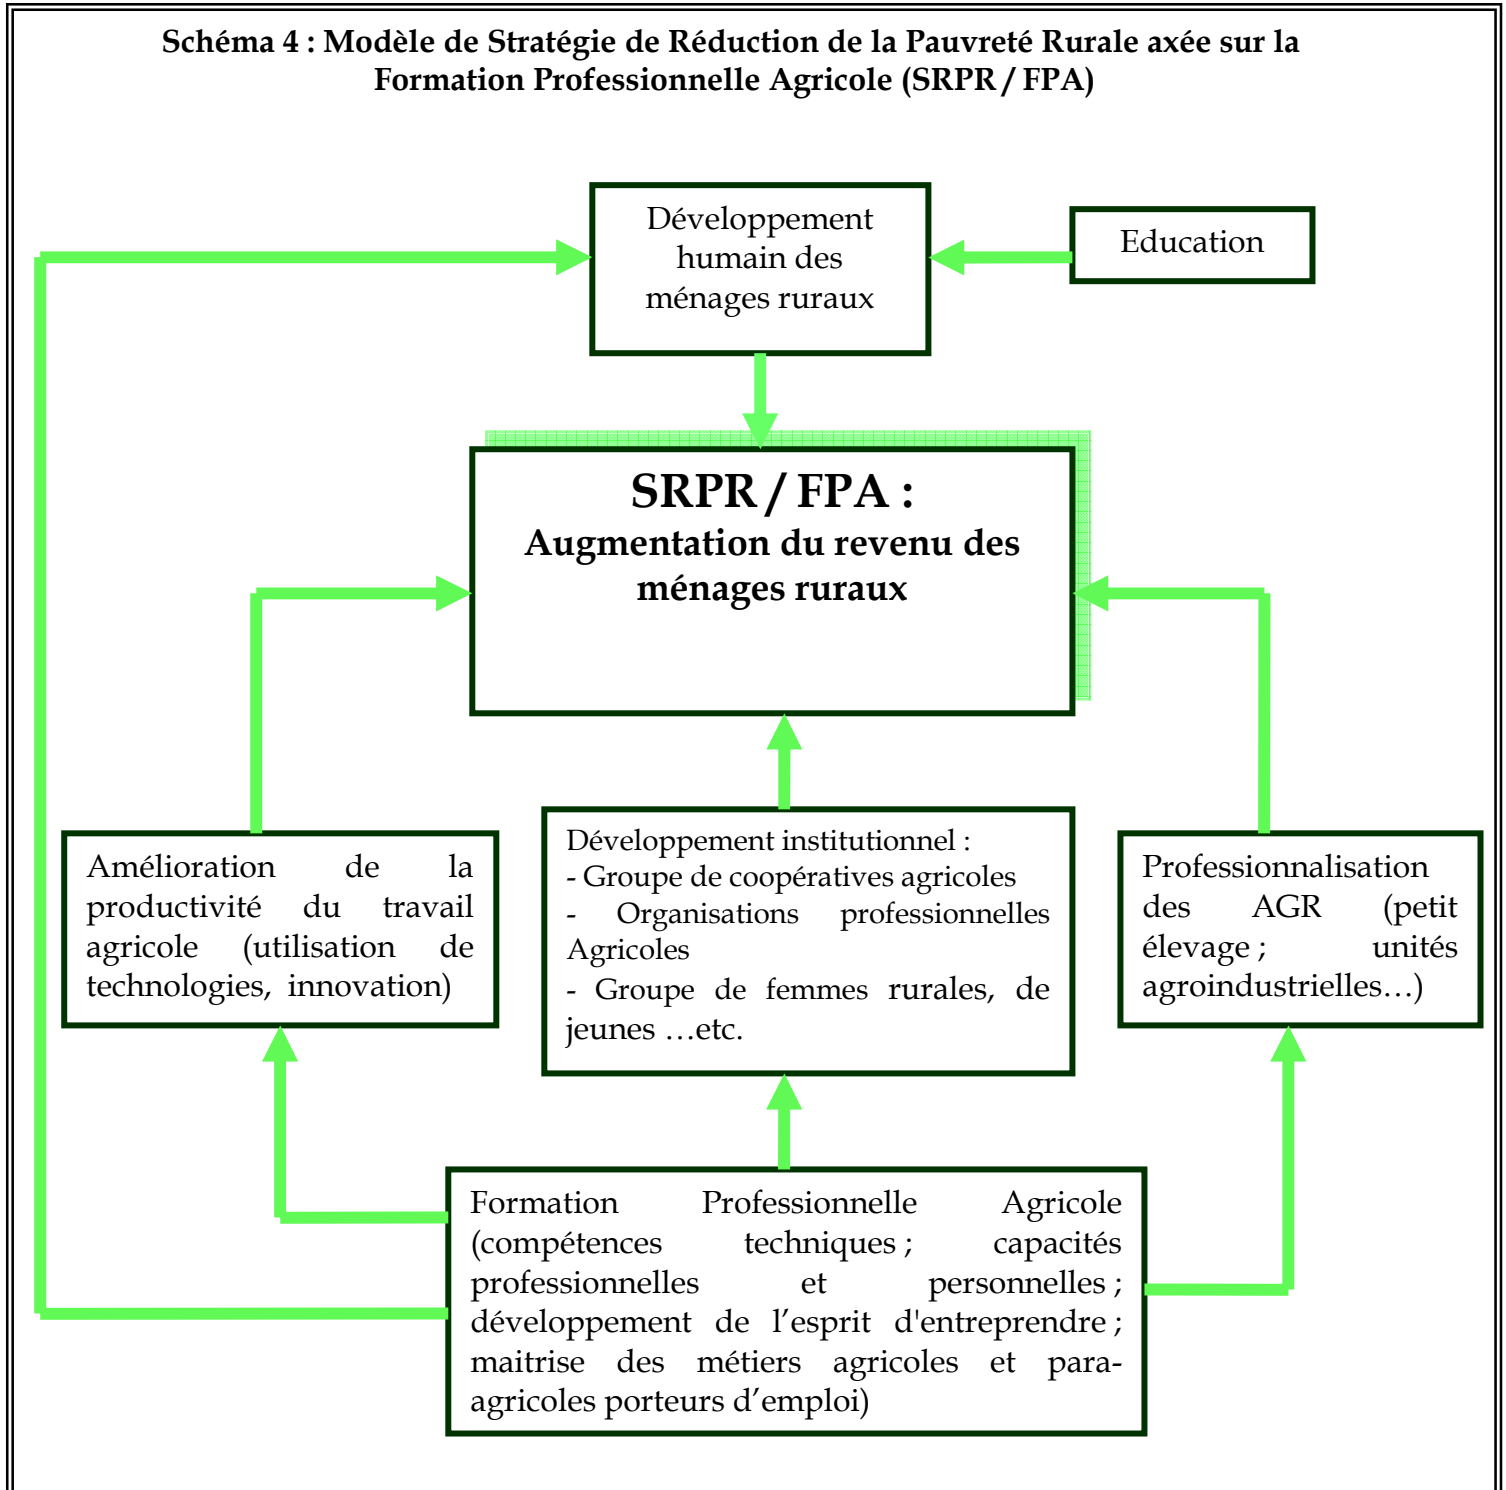 Schéma 4 : Modèle de Stratégie de Réduction de la Pauvreté Rurale axée sur la
Formation Professionnelle Agricole (SRPR / FPA)
Développement
humain des
ménages ruraux
Education
SRPR / FPA :
Augmentation du revenu des
ménages ruraux
Amélioration de la
productivité du travail
agricole (utilisation de
technologies, innovation)
Développement institutionnel :
- Groupe de coopératives agricoles
- Organisations professionnelles
Agricoles
- Groupe de femmes rurales, de
jeunes …etc.
Professionnalisation
des AGR (petit
élevage ; unités
agroindustrielles…)
Formation Professionnelle Agricole
(compétences techniques ; capacités
professionnelles et personnelles ;
développement de l’esprit d'entreprendre ;
maitrise des métiers agricoles et para-
agricoles porteurs d’emploi)